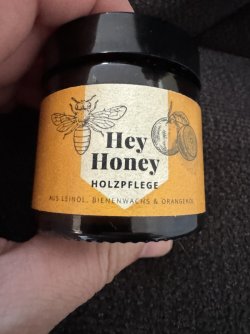 Hey
Honey
HOLZPFLEGE
AUS LEINÖL, BIENENWACHS & ORANGENÖL